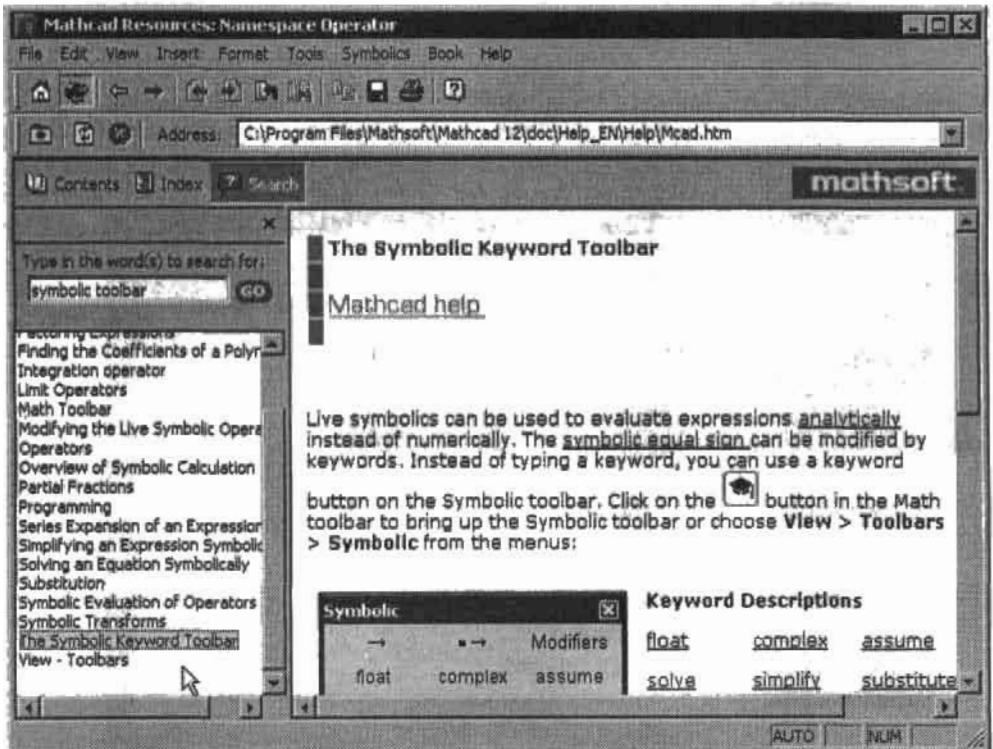 Mathcad Resources: Namespace Operator
File Edit View Insert Format Tools Symbolics Book Help
Address: C:\Program Files\Mathsoft\Mathcad 12\doc\Help_EN\Help\Mcad.htm
Contents Index Search
mathsoft
Type in the word(s) to search for:
symbolic toolbar GO
Factoring Expressions
Finding the Coefficients of a Polyr
Integration operator
Limit Operators
Math Toolbar
Modifying the Live Symbolic Opera
Operators
Overview of Symbolic Calculation
Partial Fractions
Programming
Series Expansion of an Expression
Simplifying an Expression Symbolic
Solving an Equation Symbolically
Substitution
Symbolic Evaluation of Operators
Symbolic Transforms
The Symbolic Keyword Toolbar
View - Toolbars
The Symbolic Keyword Toolbar
Mathcad help
Live symbolics can be used to evaluate expressions analytically
instead of numerically. The symbolic equal sign can be modified by
keywords. Instead of typing a keyword, you can use a keyword
button on the Symbolic toolbar. Click on the button in the Math
toolbar to bring up the Symbolic toolbar or choose View > Toolbars
> Symbolic from the menus:
Symbolic
→ ▪→ Modifiers
float complex assume
Keyword Descriptions
float complex assume
solve simplify substitute
AUTO NUM